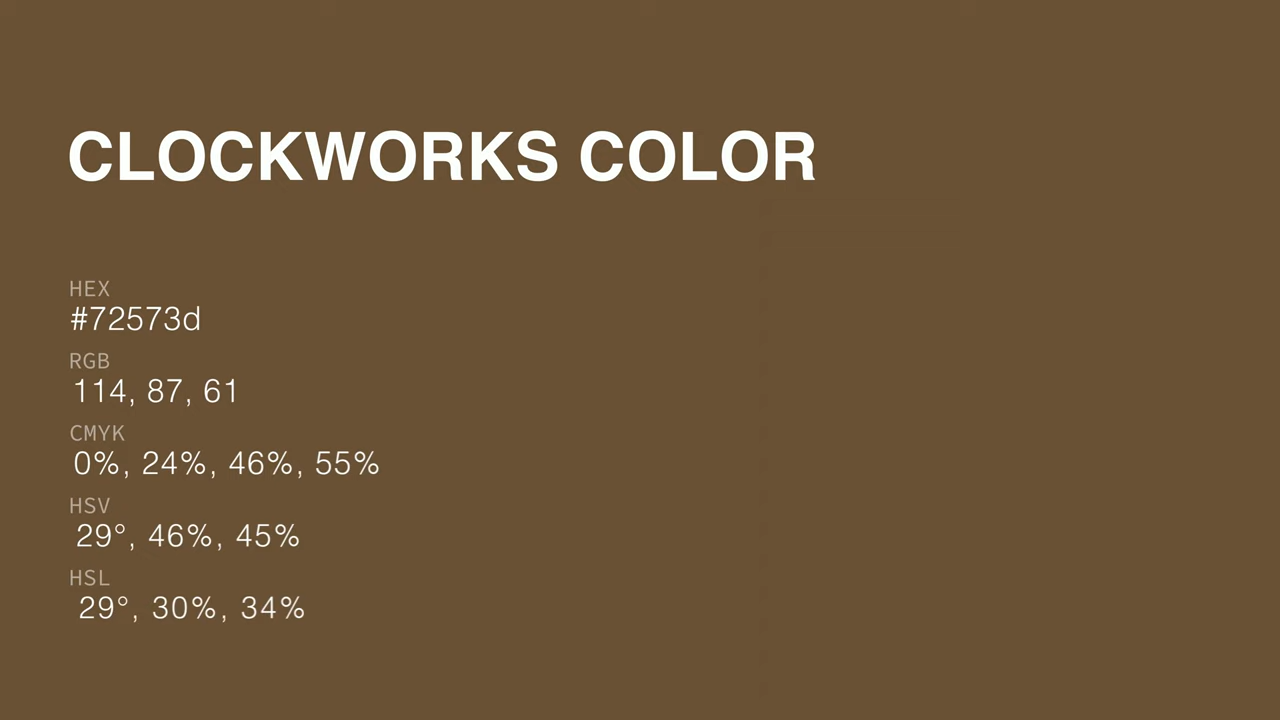 CLOCKWORKS COLOR
HEX
#72573d
RGB
114, 87, 61
CMYK
0%, 24%, 46%, 55%
HSV
29°, 46%, 45%
HSL
29°, 30%, 34%